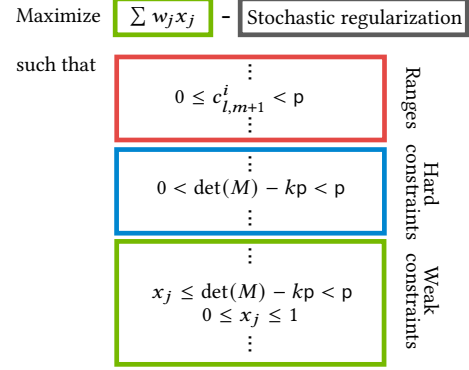 Maximize ∑ w_j x_j - Stochastic regularization
such that
⋮
0 ≤ c^i_{l,m+1} < p
⋮
Ranges
⋮
0 < det(M) − kp < p
⋮
Hard
constraints
⋮
x_j ≤ det(M) − kp < p
0 ≤ x_j ≤ 1
⋮
Weak
constraints